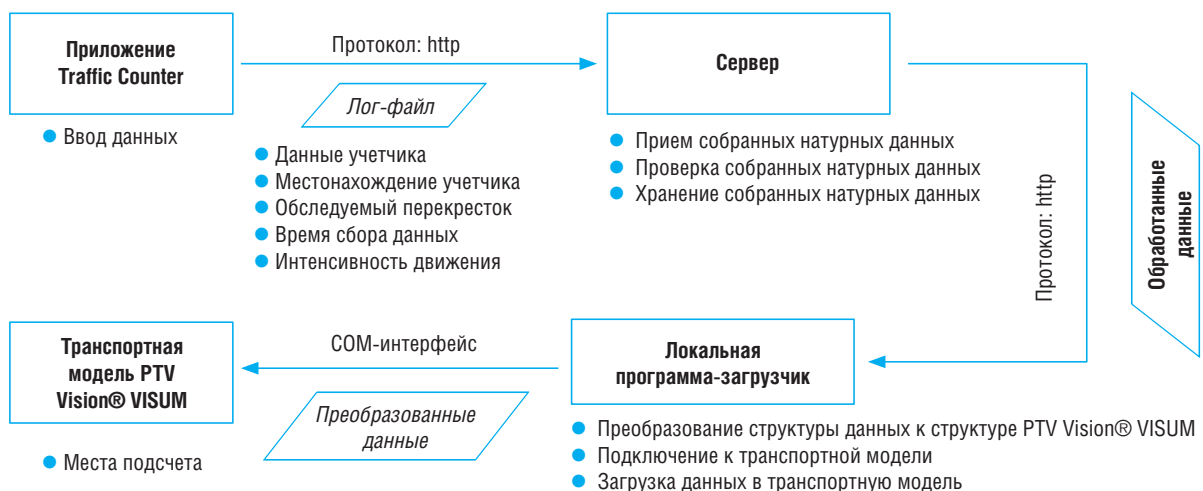 Приложение
Traffic Counter
Протокол: http
Сервер
Лог-файл
● Ввод данных
● Данные учетчика
● Местонахождение учетчика
● Обследуемый перекресток
● Время сбора данных
● Интенсивность движения
● Прием собранных натурных данных
● Проверка собранных натурных данных
● Хранение собранных натурных данных
Протокол: http
Обработанные
данные
Транспортная
модель PTV
Vision® VISUM
COM-интерфейс
Преобразованные
данные
Локальная
программа-загрузчик
● Места подсчета
● Преобразование структуры данных к структуре PTV Vision® VISUM
● Подключение к транспортной модели
● Загрузка данных в транспортную модель